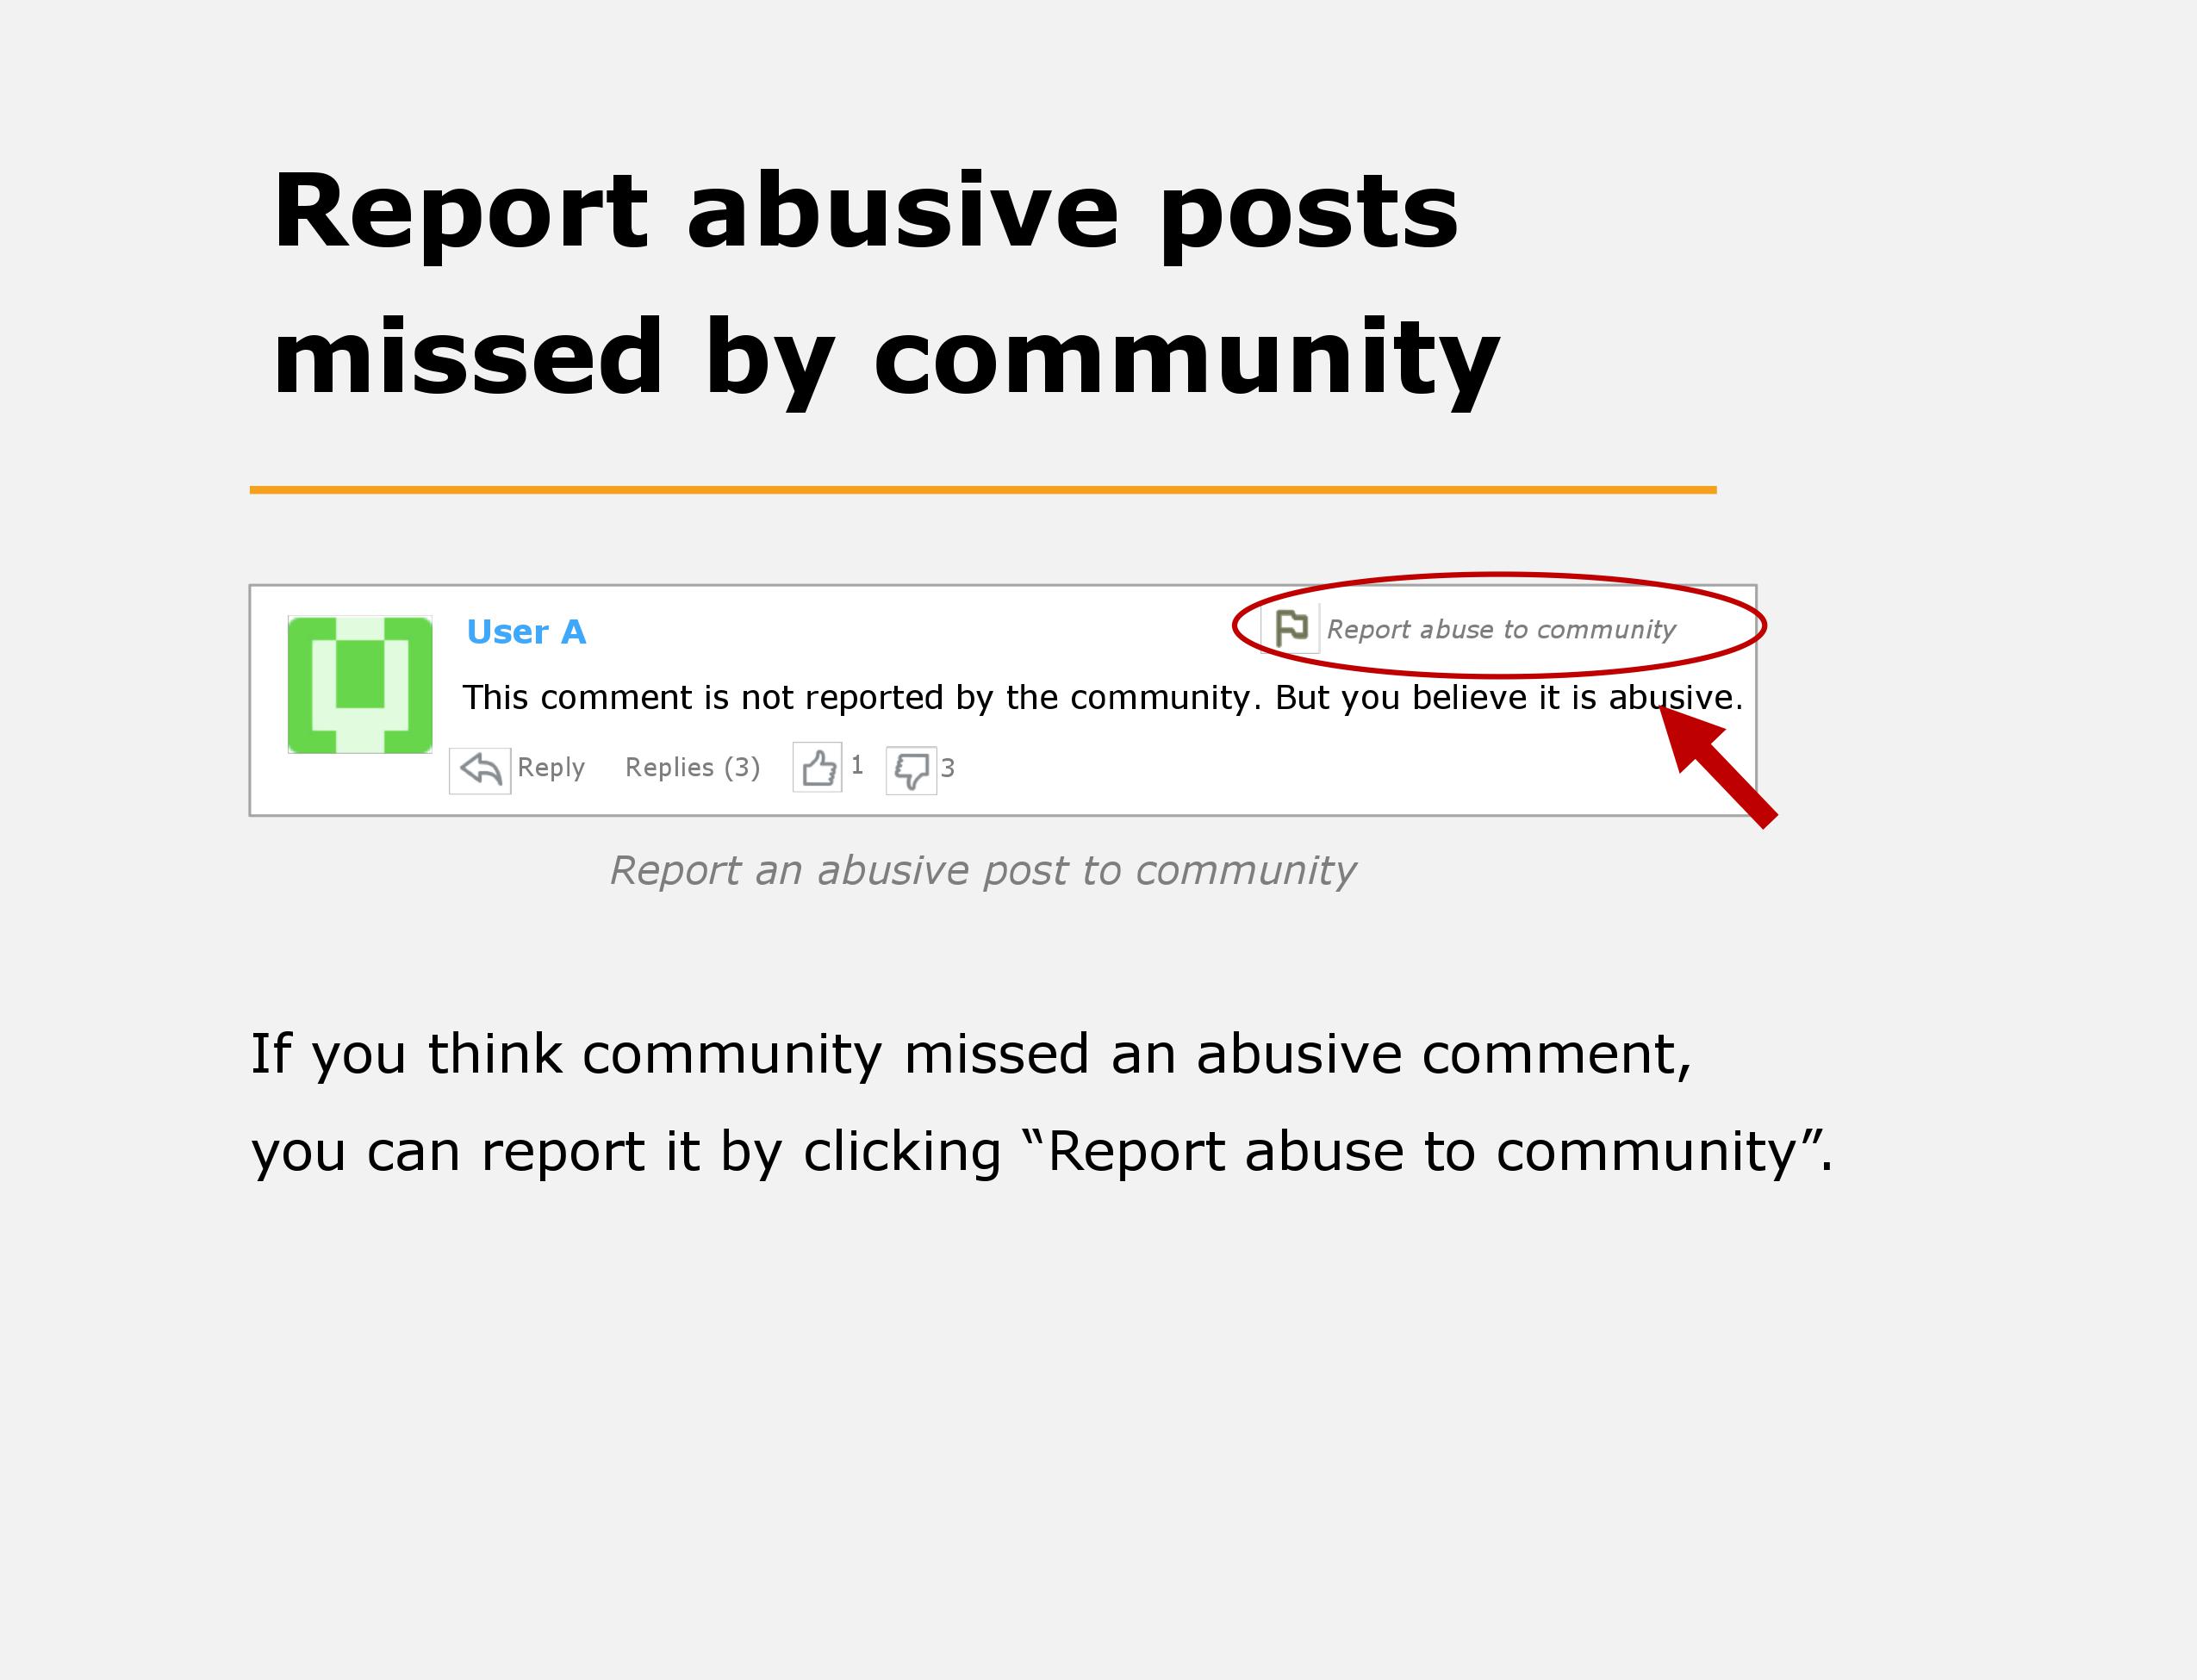 Report abusive posts
missed by community
User A
Report abuse to community
This comment is not reported by the community. But you believe it is abusive.
Reply Replies (3) 1 3
Report an abusive post to community
If you think community missed an abusive comment,
you can report it by clicking “Report abuse to community”.